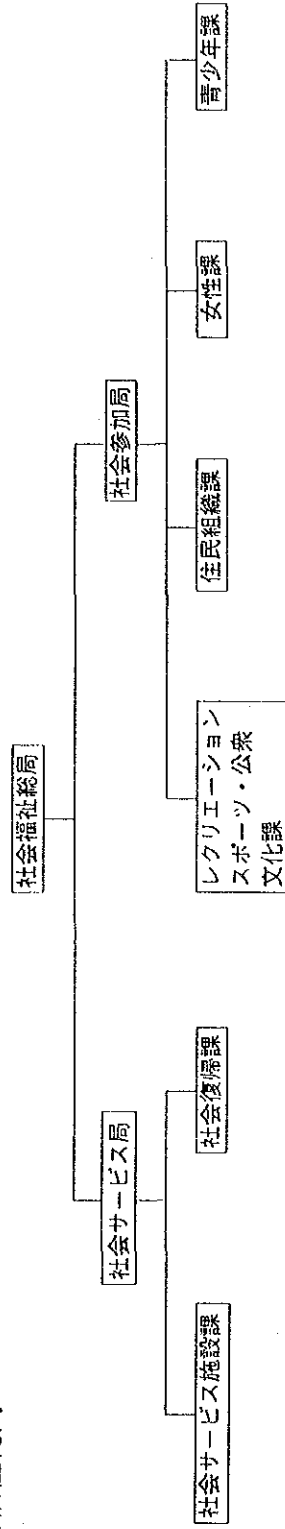 社会福祉総局
社会サービス局
社会参加局
社会サービス施設課
社会復帰課
レクリエーション
スポーツ・公衆
文化課
住民組織課
女性課
青少年課